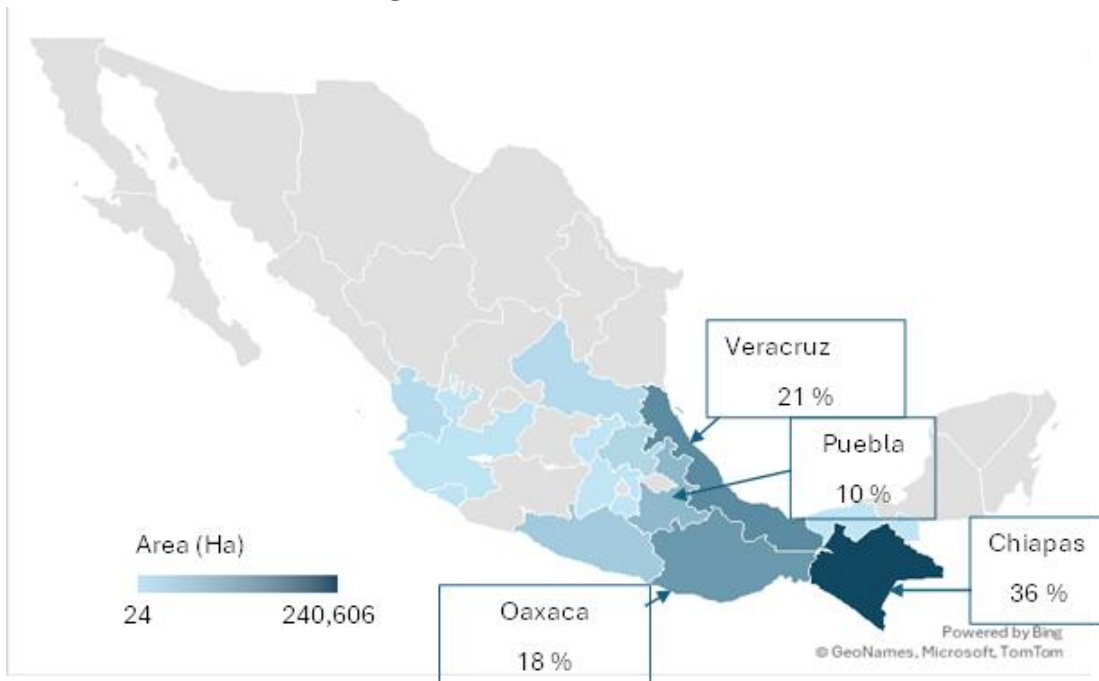 Veracruz
21 %
Puebla
10 %
Chiapas
36 %
Area (Ha)
24 240,606
Oaxaca
18 %
Powered by Bing
© GeoNames, Microsoft, TomTom